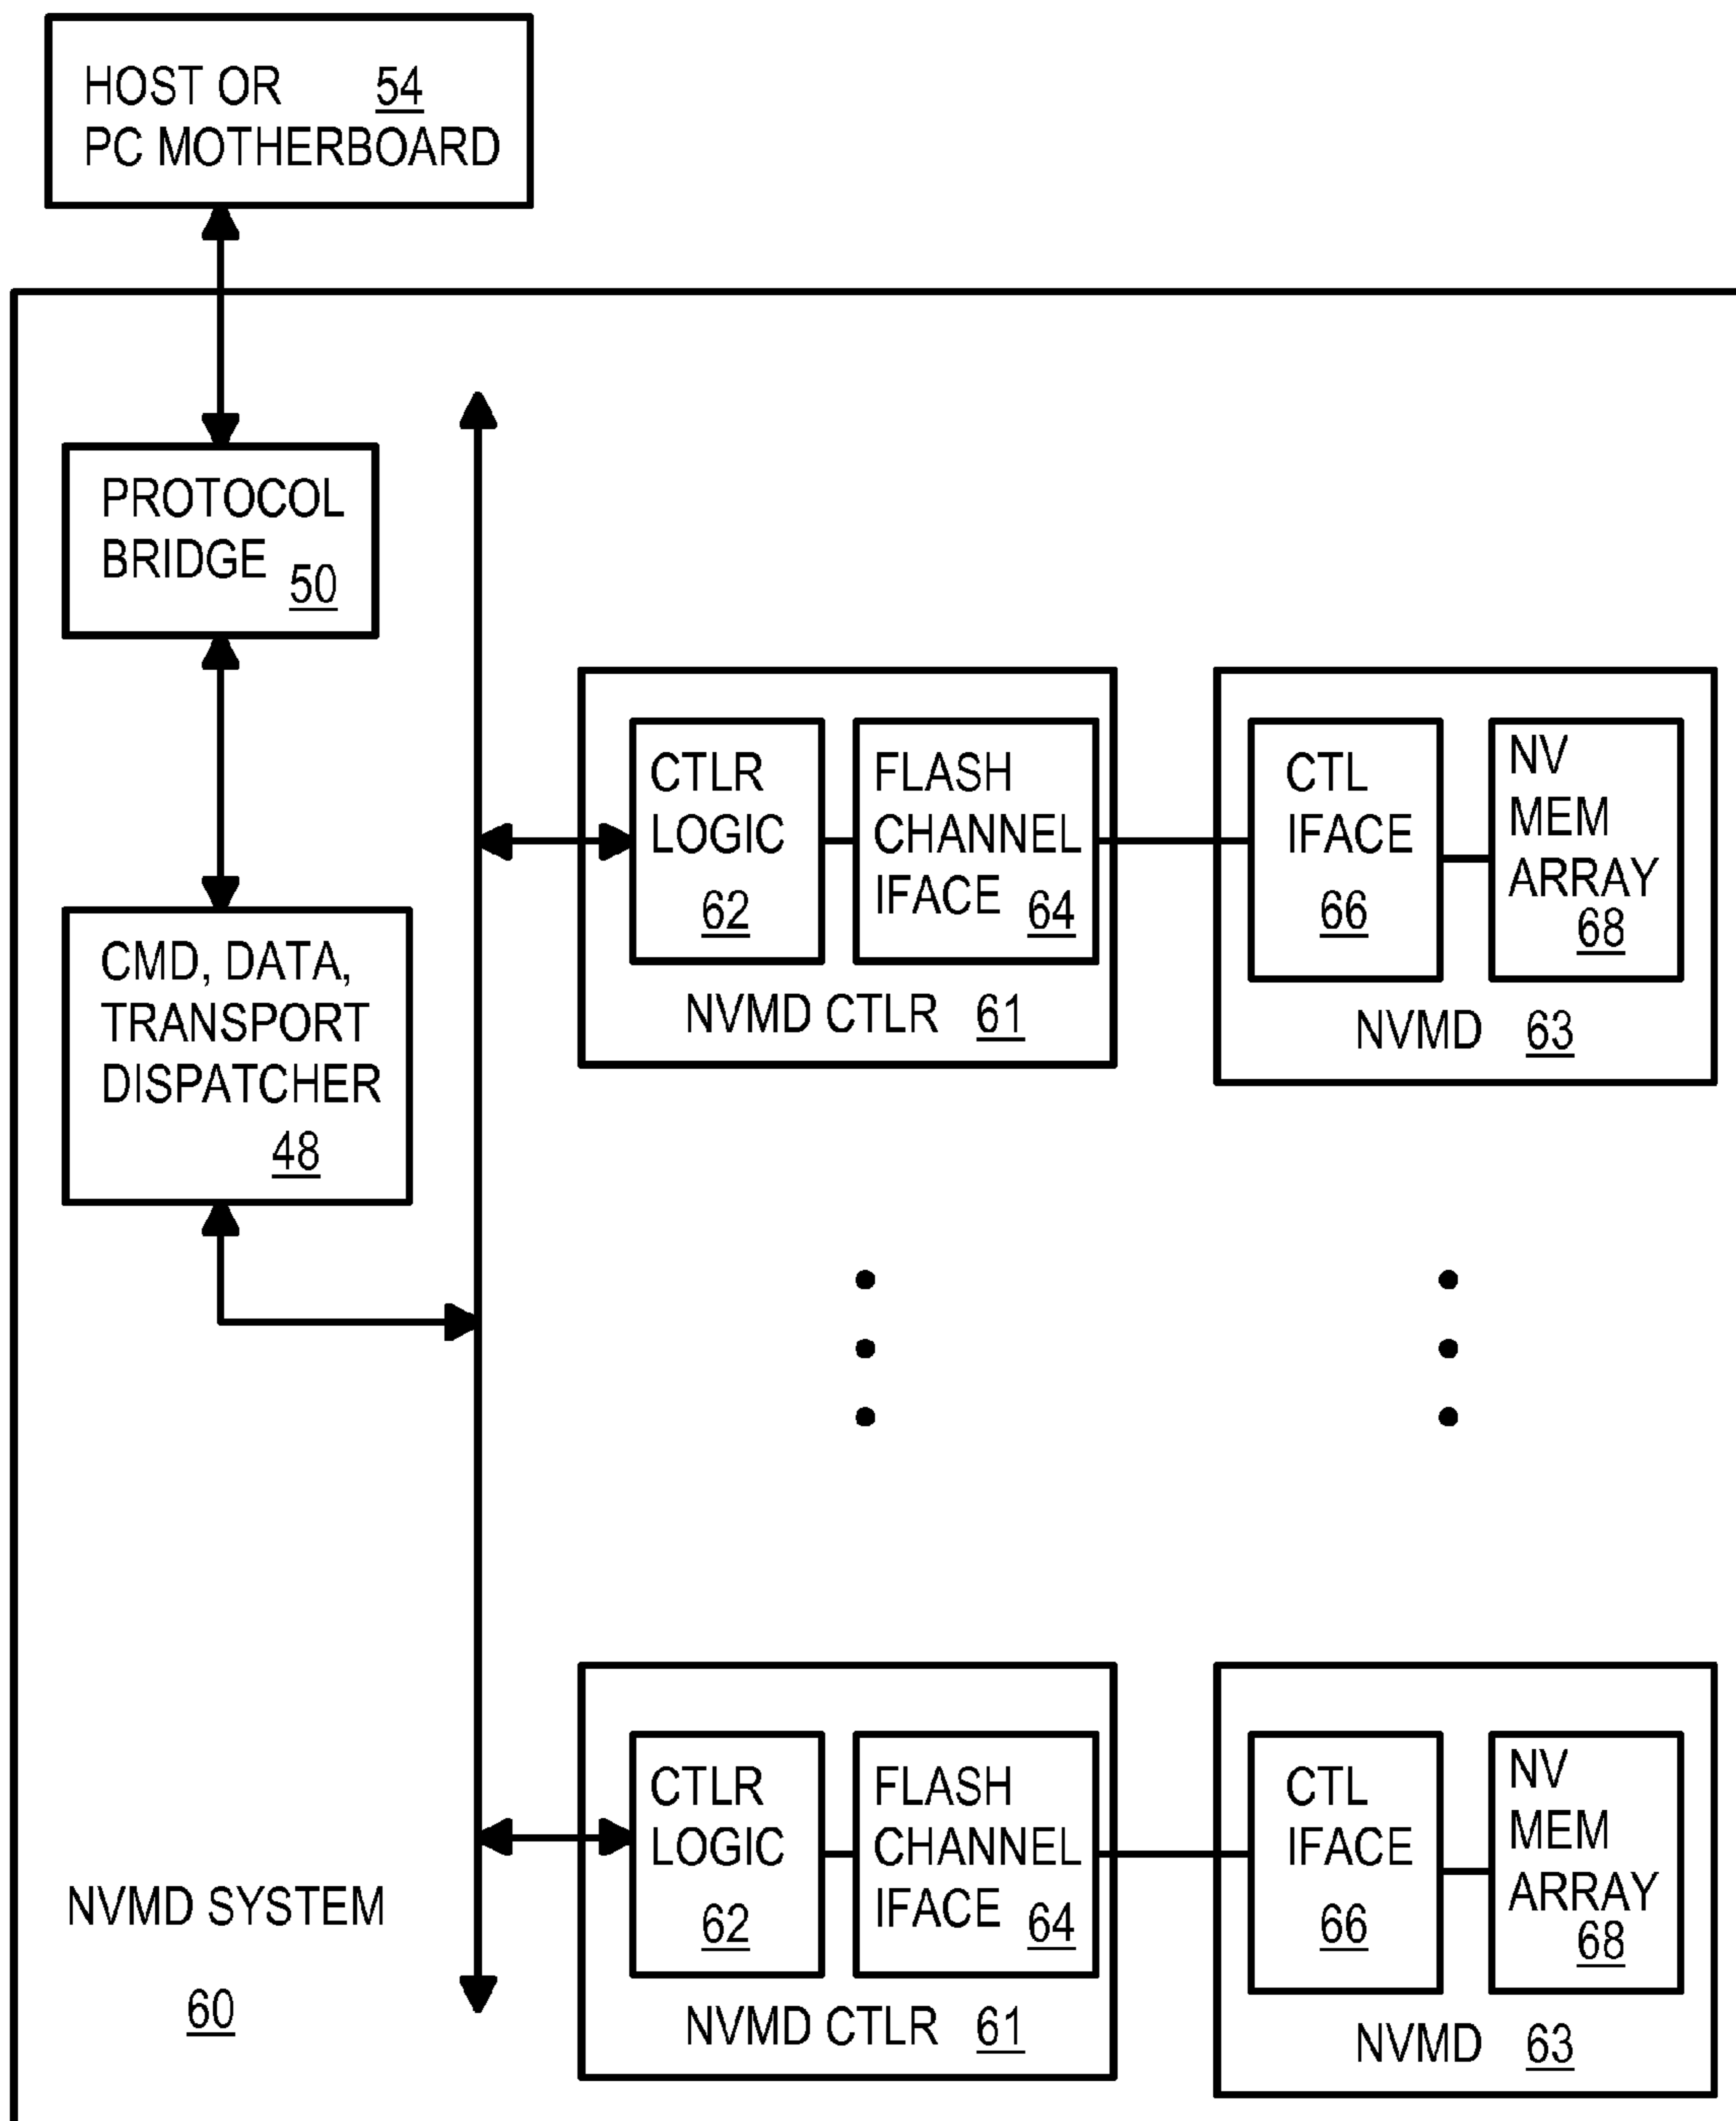 HOST OR 54
PC MOTHERBOARD
PROTOCOL
BRIDGE 50
CMD, DATA,
TRANSPORT
DISPATCHER
48
CTLR
LOGIC
62
FLASH
CHANNEL
IFACE 64
NVMD CTLR 61
CTL
IFACE
66
NV
MEM
ARRAY
68
NVMD 63
CTLR
LOGIC
62
FLASH
CHANNEL
IFACE 64
NVMD CTLR 61
CTL
IFACE
66
NV
MEM
ARRAY
68
NVMD 63
NVMD SYSTEM
60